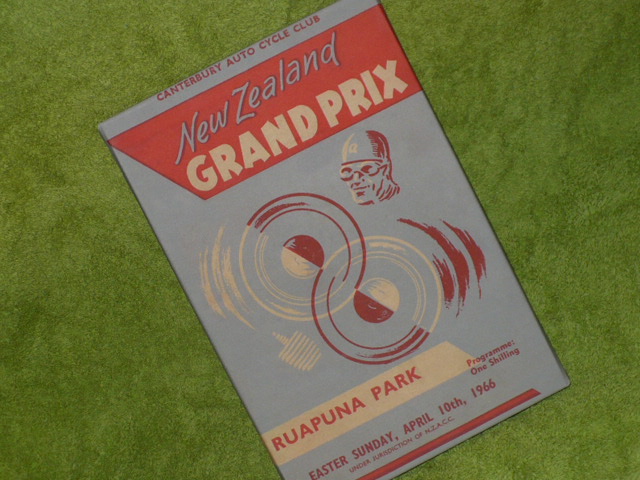 CANTERBURY AUTO CYCLE CLUB
New Zealand
GRAND PRIX
Programme:
One Shilling
RUAPUNA PARK
EASTER SUNDAY, APRIL 10th, 1966
UNDER JURISDICTION OF N.Z.A.C.C.